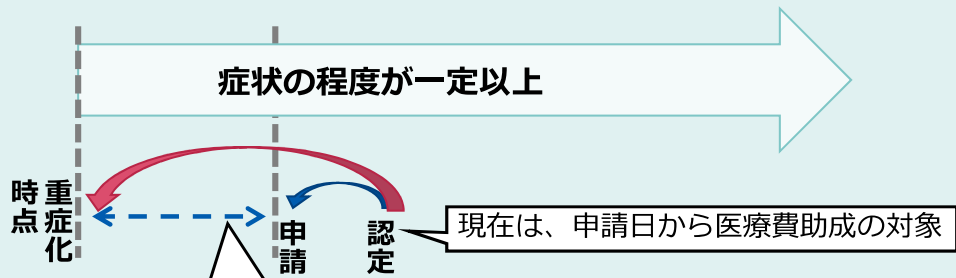 症状の程度が一定以上
重症化
時点
申請
認定
現在は、申請日から医療費助成の対象